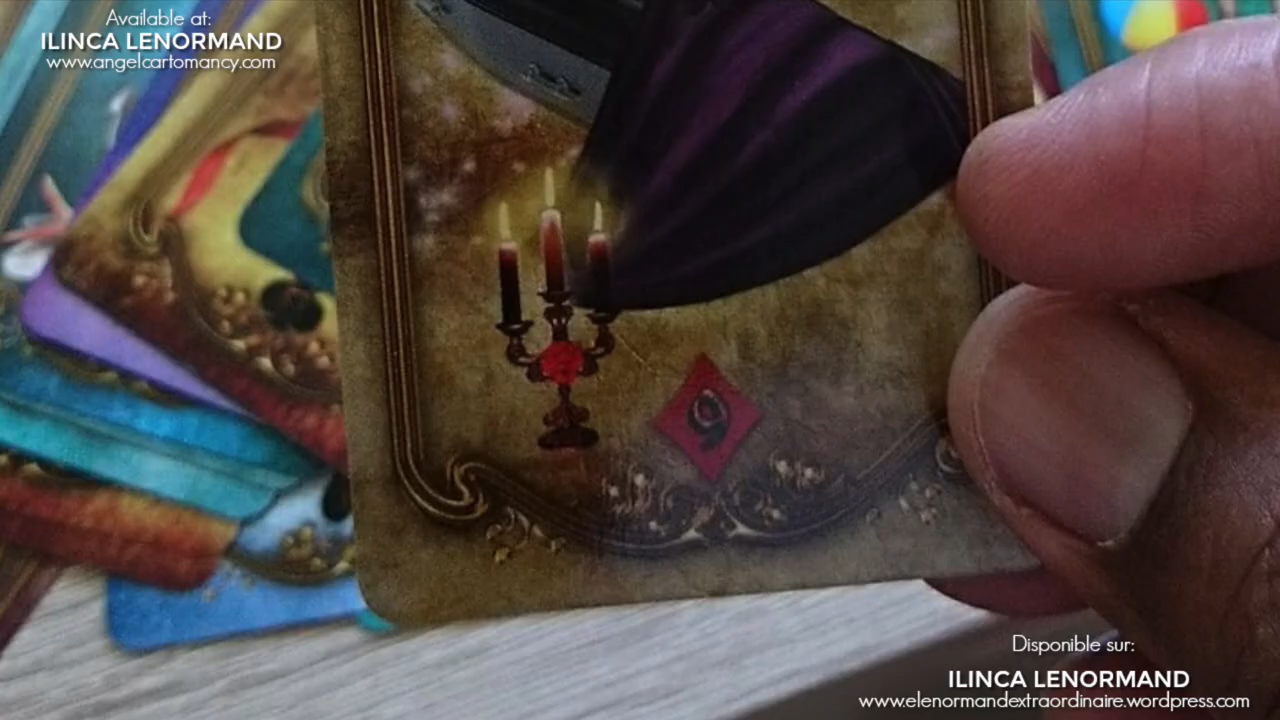 Available at:
ILINCA LENORMAND
www.angelcartomancy.com
9
Disponible sur:
ILINCA LENORMAND
www.elenormandextraordinaire.wordpress.com